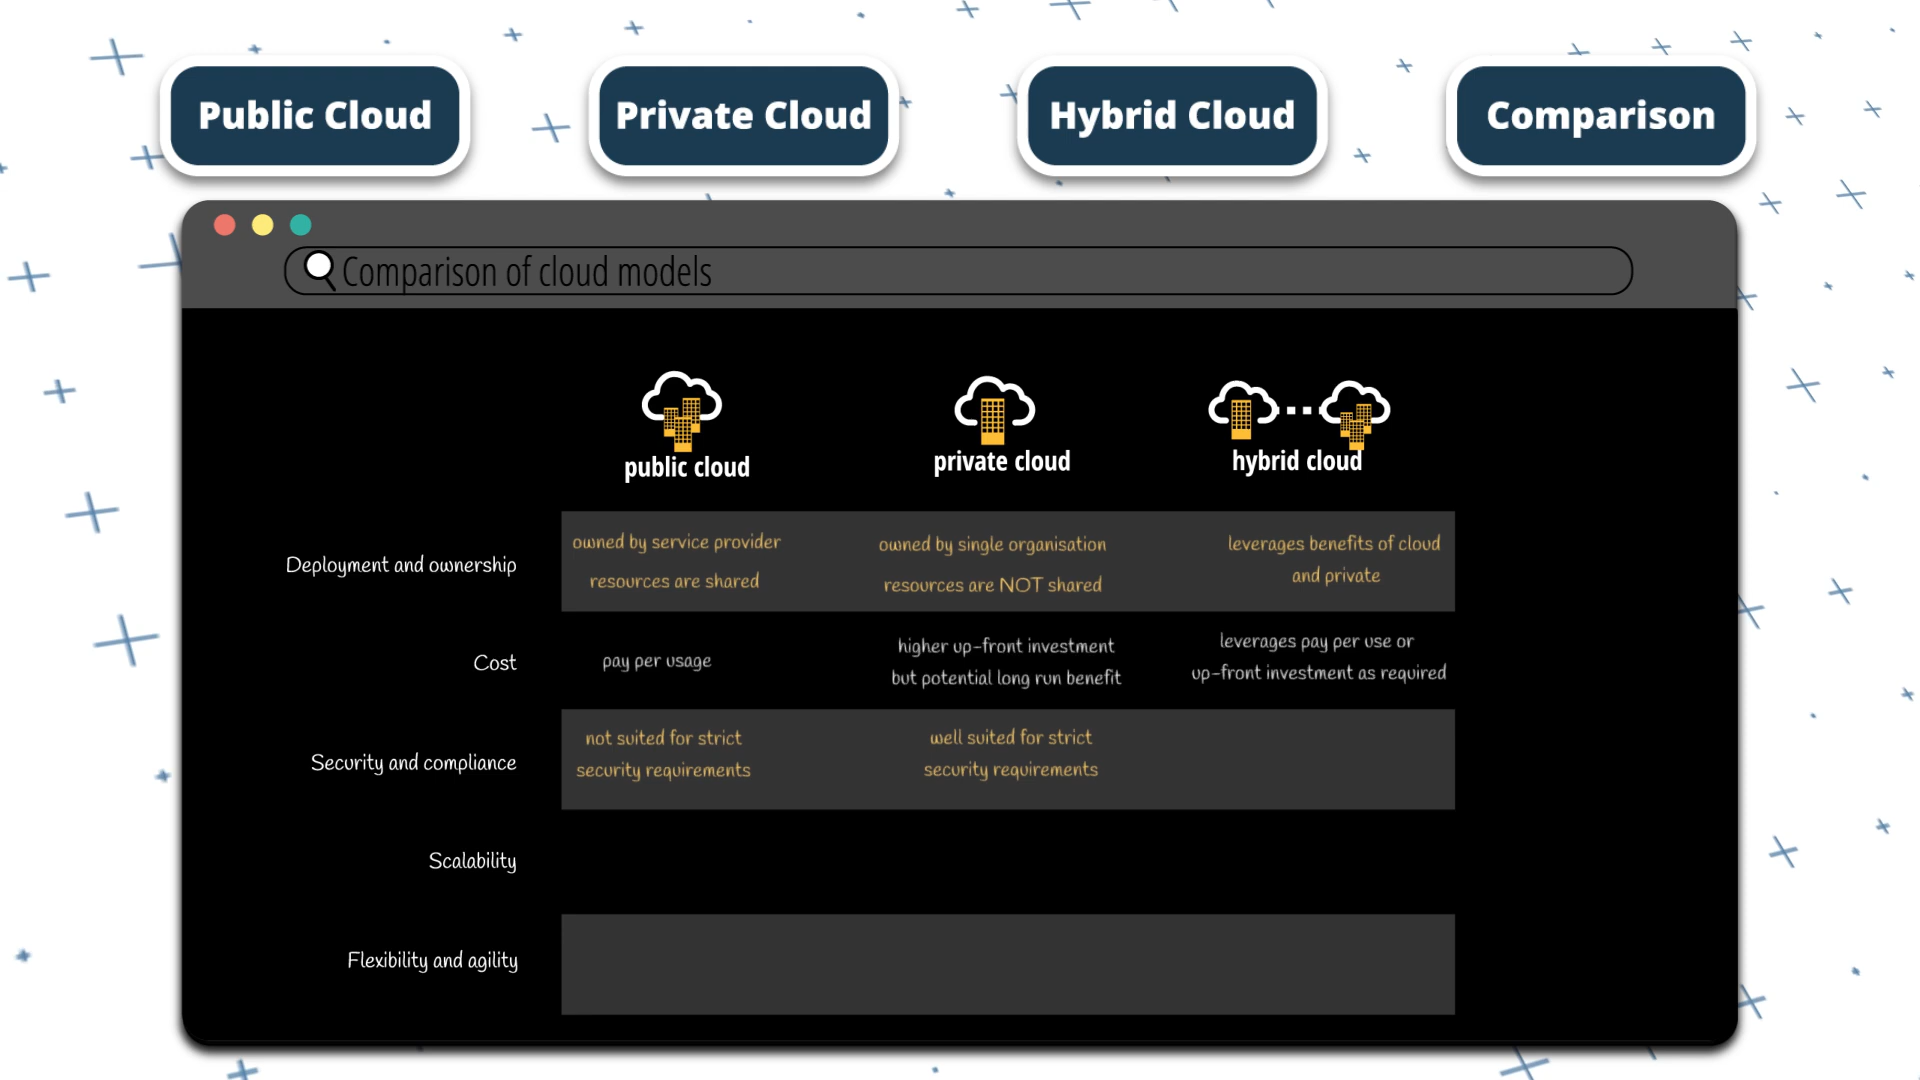 Public Cloud
Private Cloud
Hybrid Cloud
Comparison
Comparison of cloud models
public cloud
private cloud
hybrid cloud
Deployment and ownership
owned by service provider
resources are shared
owned by single organisation
resources are NOT shared
leverages benefits of cloud
and private
Cost
pay per usage
higher up-front investment
but potential long run benefit
leverages pay per use or
up-front investment as required
Security and compliance
not suited for strict
security requirements
well suited for strict
security requirements
Scalability
Flexibility and agility